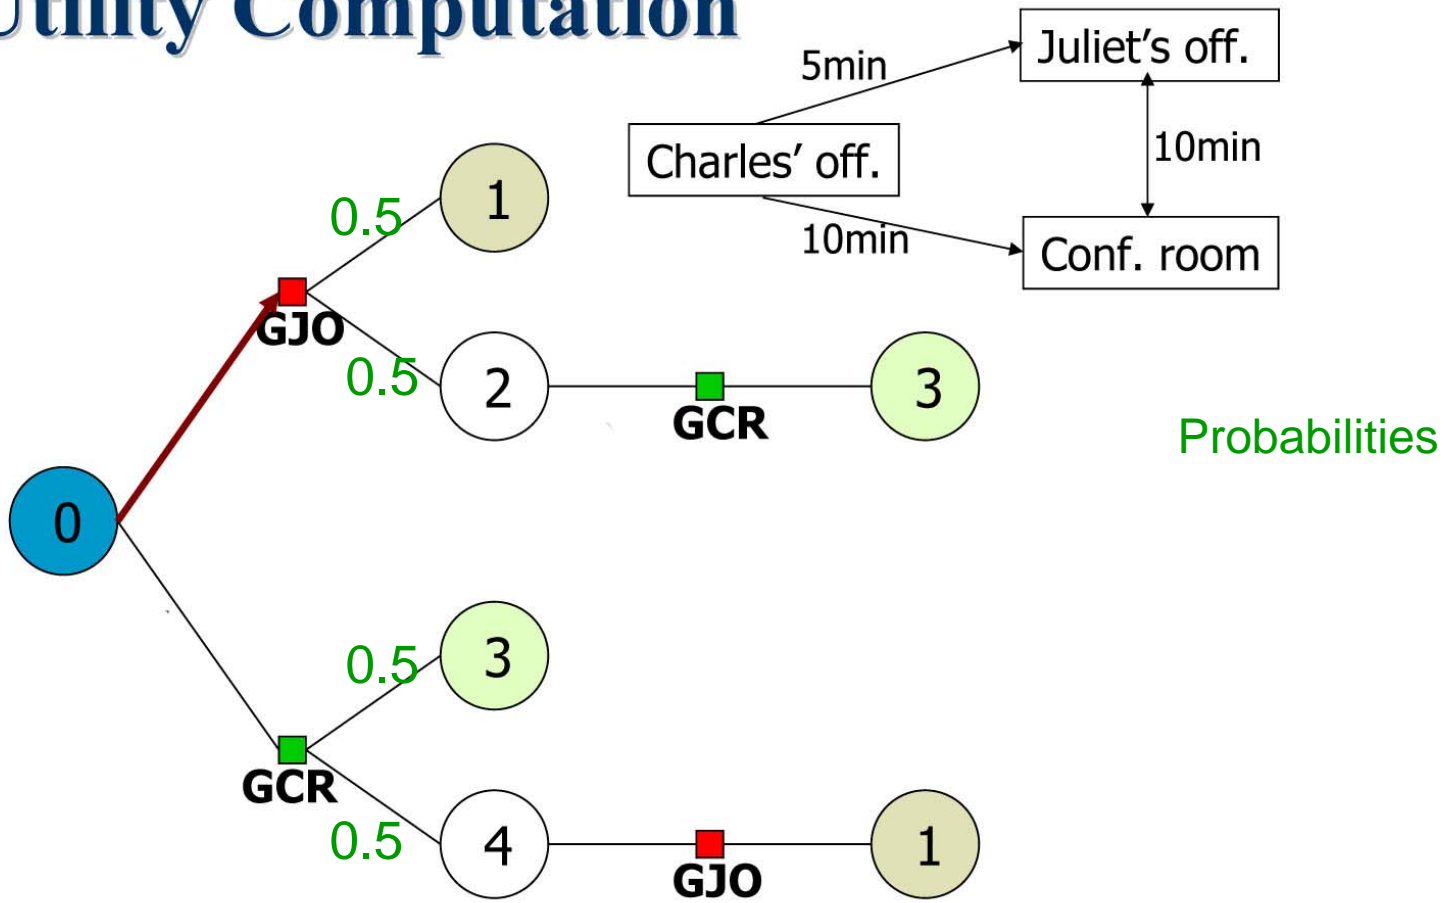 Utility Computation
Juliet’s off.
5min
Charles’ off.
10min
10min
Conf. room
0.5
1
GJO
0.5
2
GCR
3
Probabilities
0
0.5
3
GCR
0.5
4
GJO
1